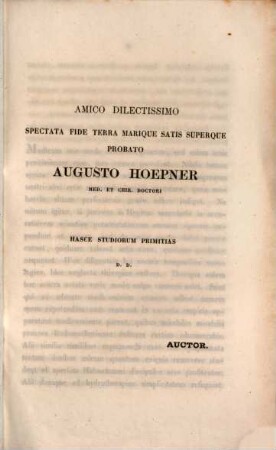 AMICO DILECTISSIMO
SPECTATA FIDE TERRA MARIQUE SATIS SUPERQUE
PROBATO
AUGUSTO HOEPNER
MED. ET CHIR. DOCTORI
HASCE STUDIORUM PRIMITIAS
D. D.
AUCTOR.